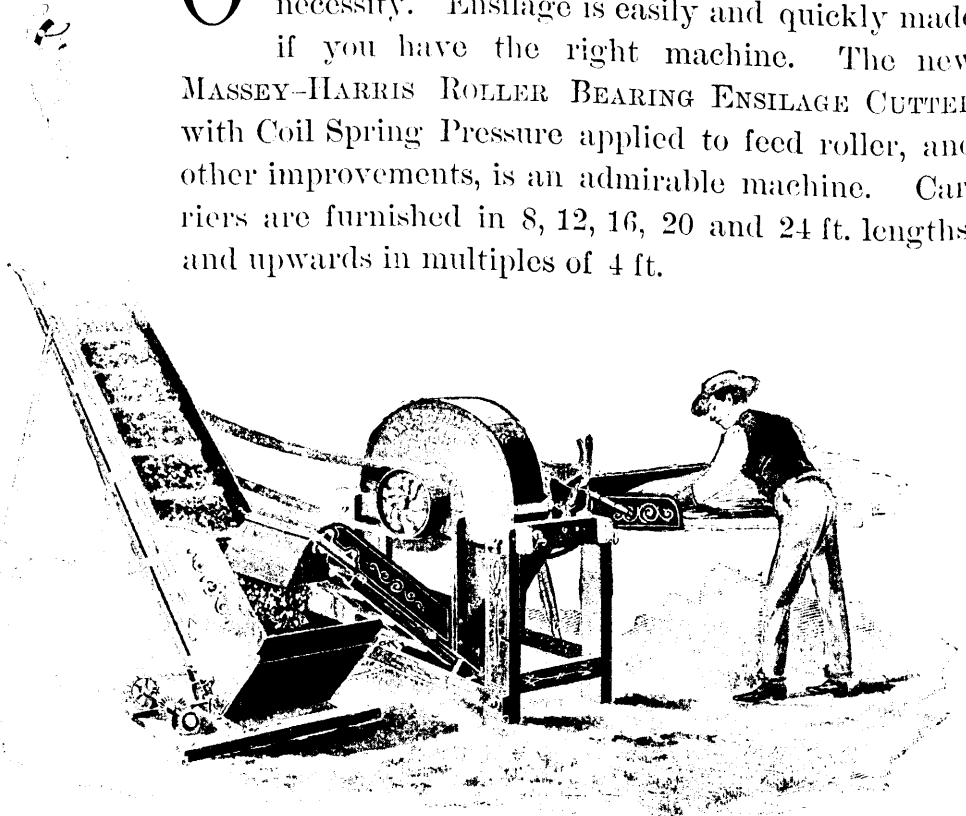 necessity. Ensilage is easily and quickly made
if you have the right machine. The new
MASSEY-HARRIS ROLLER BEARING ENSILAGE CUTTER
with Coil Spring Pressure applied to feed roller, and
other improvements, is an admirable machine. Car-
riers are furnished in 8, 12, 16, 20 and 24 ft. lengths,
and upwards in multiples of 4 ft.